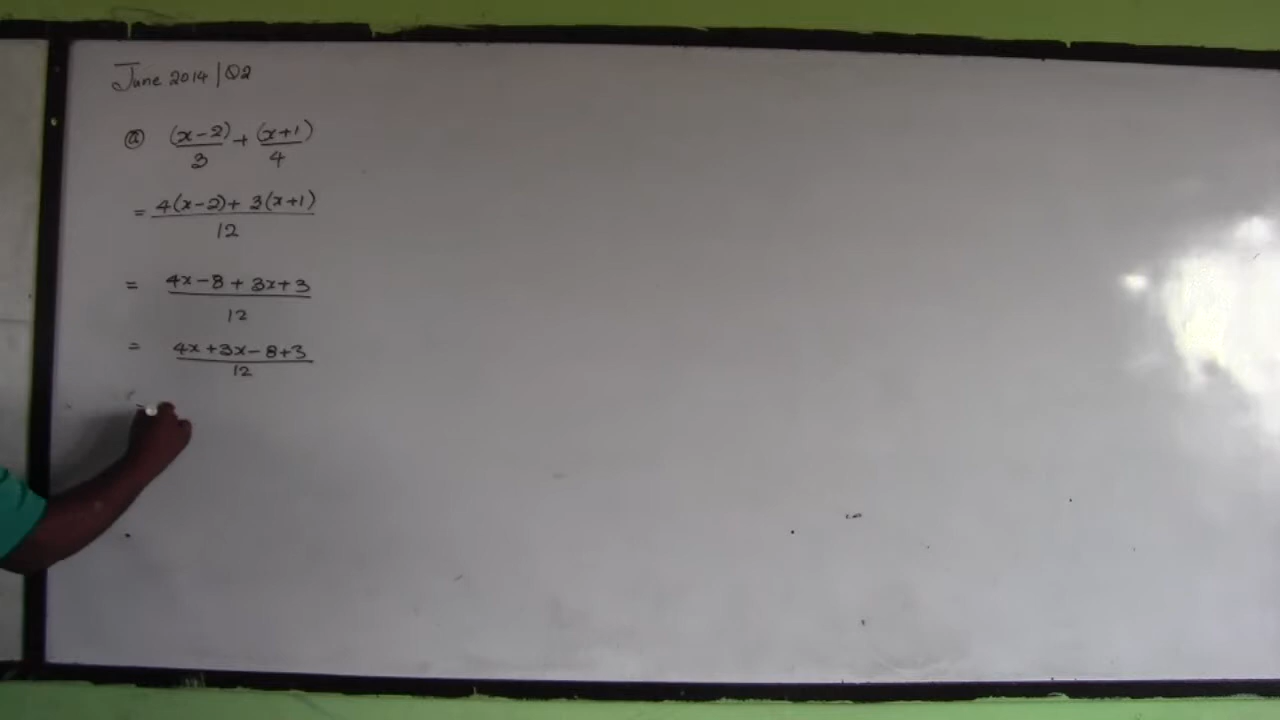 June 2014 | Q2
ⓐ (x-2)/3 + (x+1)/4
= 4(x-2)+ 3(x+1)
12
= 4x-8 + 3x+3
12
= 4x+3x-8+3
12